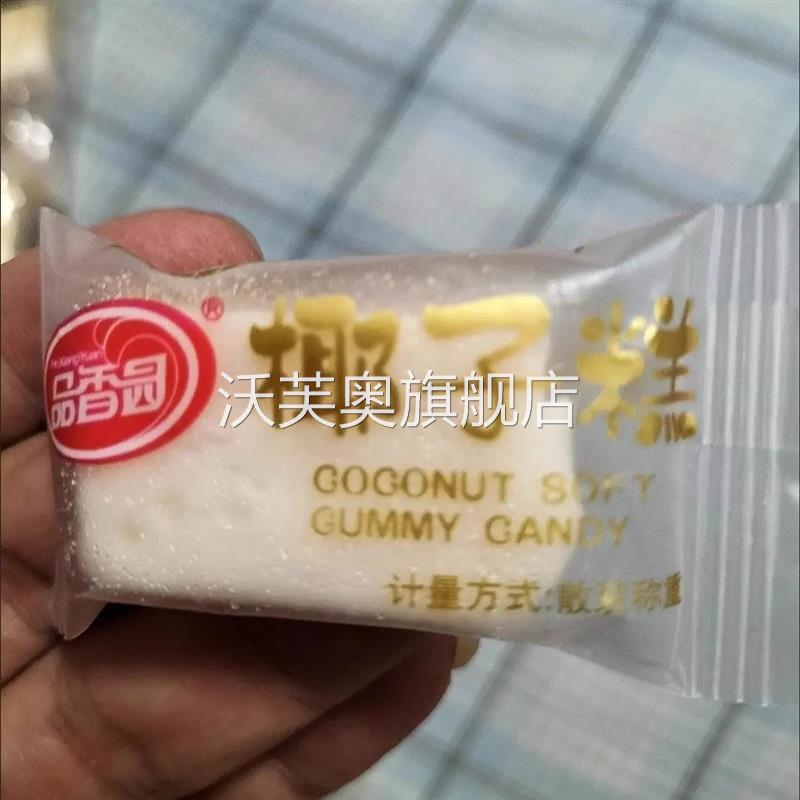 PinXiangYuan
品香园®
椰子糕
沃芙奥旗舰店
COCONUT SOFT
GUMMY CANDY
计量方式:散装称重